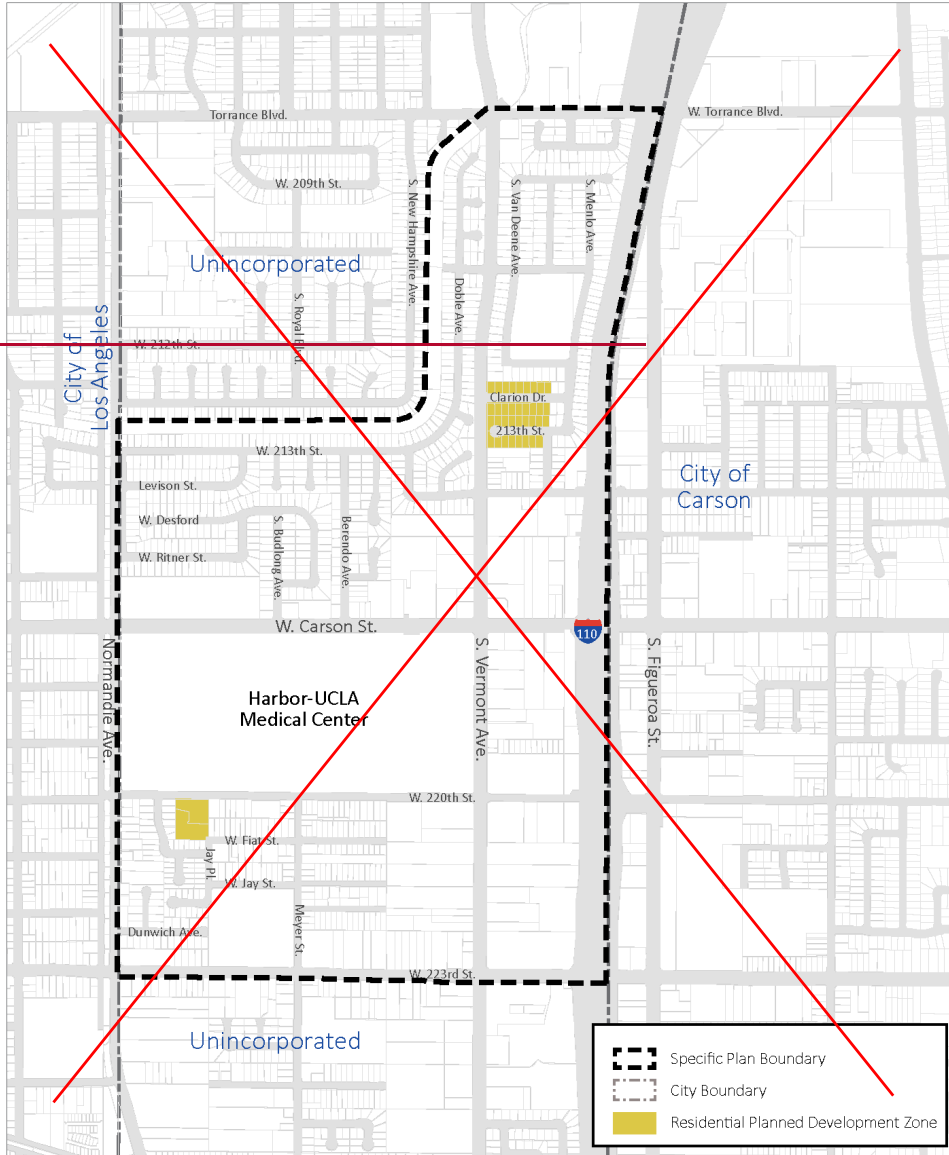 Torrance Blvd.
W. Torrance Blvd.
W. 209th St.
S. New Hampshire Ave.
S. Van Deene Ave.
S. Menlo Ave.
Unincorporated
Doble Ave.
S. Royal Blvd.
City of
Los Angeles
W. 212th St.
Clarion Dr.
213th St.
W. 213th St.
City of
Carson
Levison St.
W. Desford
S. Budlong Ave.
Berendo Ave.
W. Ritner St.
W. Carson St.
110
Normandie Ave.
S. Vermont Ave.
S. Figueroa St.
Harbor-UCLA
Medical Center
W. 220th St.
W. Fiat St.
Jay Pl.
W. Jay St.
Meyer St.
Dunwich Ave.
W. 223rd St.
Unincorporated
Specific Plan Boundary
City Boundary
Residential Planned Development Zone